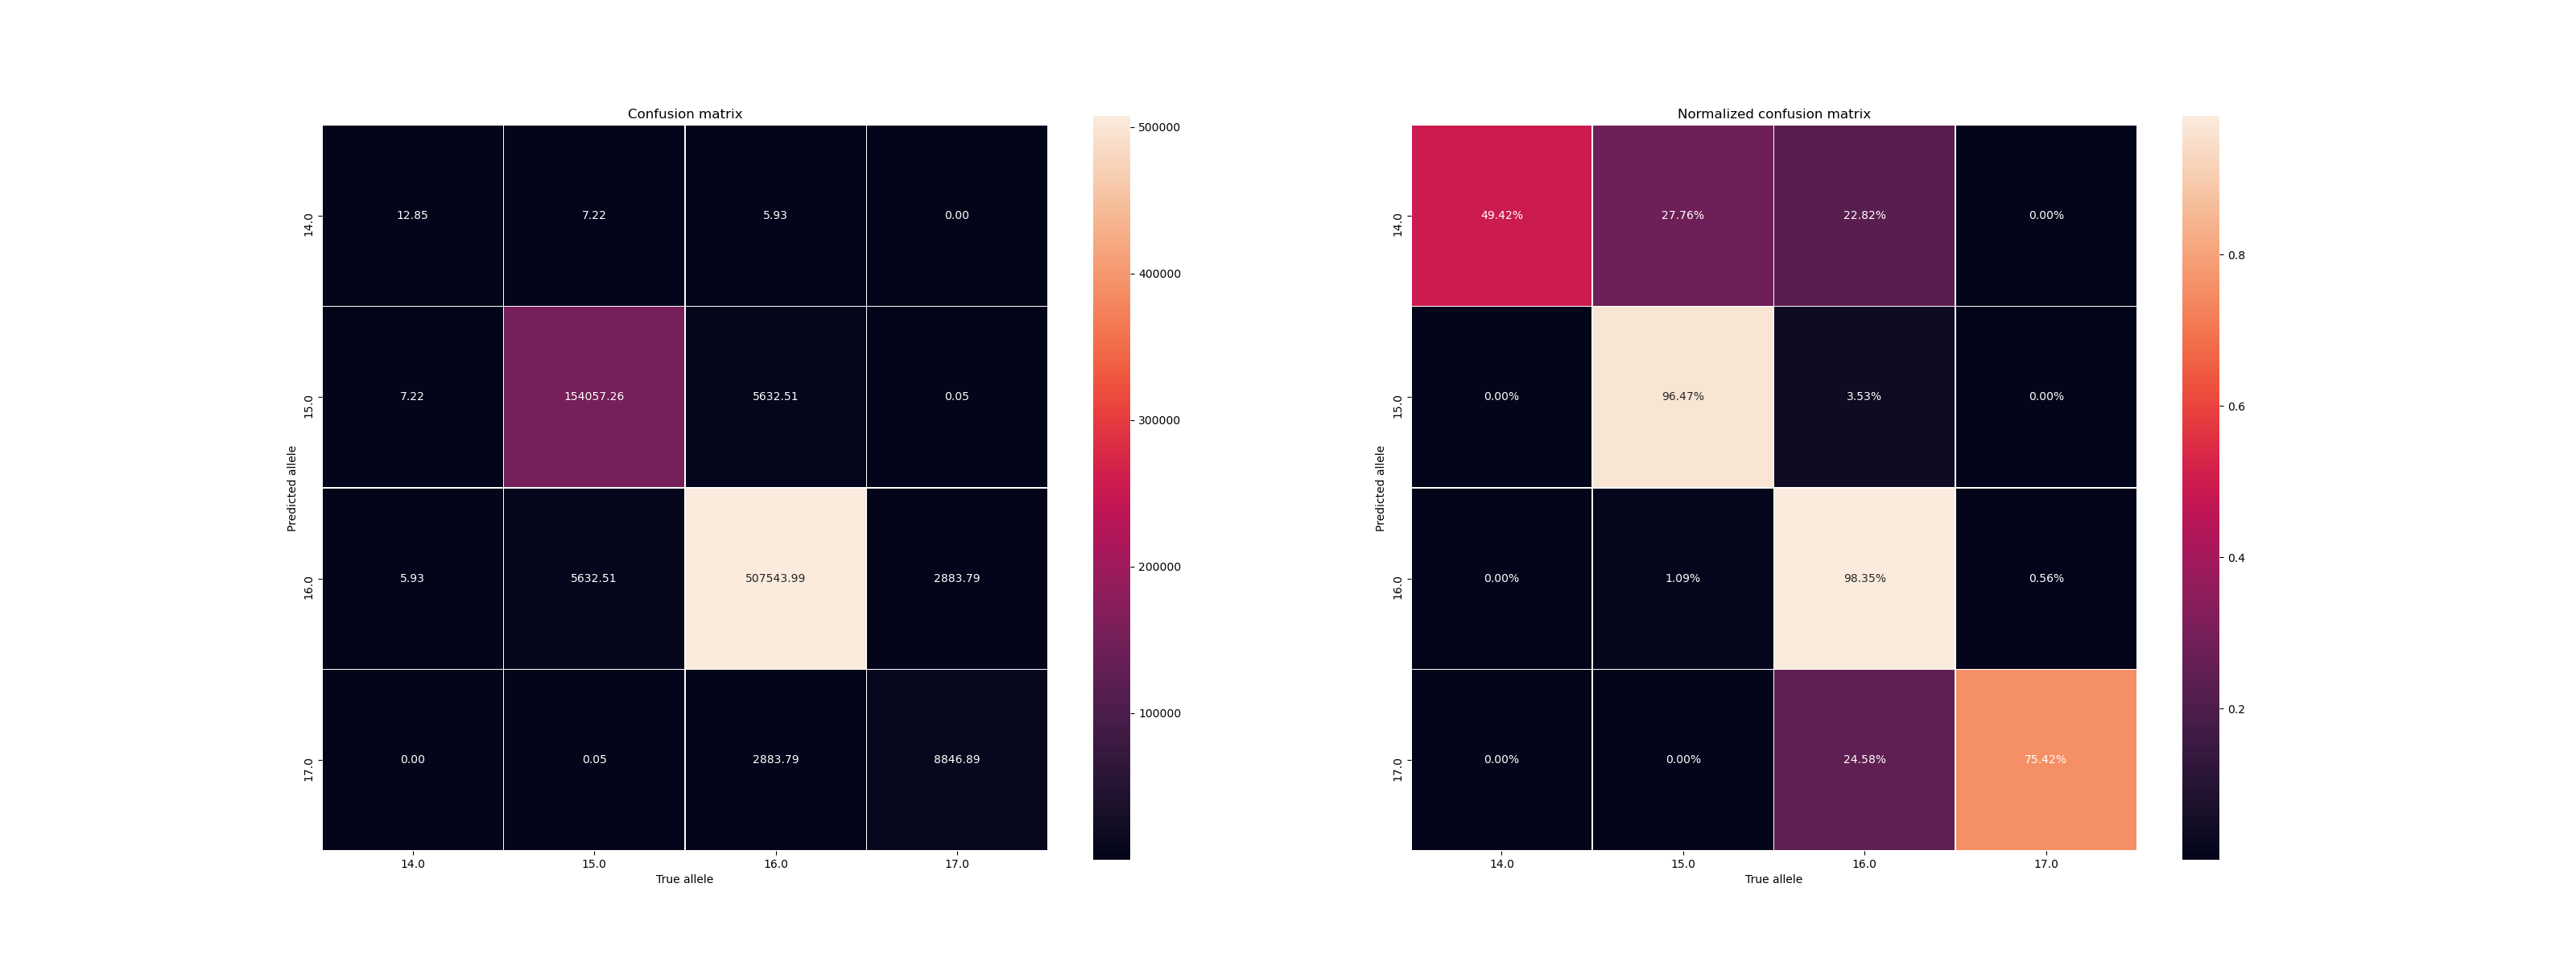 Confusion matrix
14.0 12.85 7.22 5.93 0.00
15.0 7.22 154057.26 5632.51 0.05
16.0 5.93 5632.51 507543.99 2883.79
17.0 0.00 0.05 2883.79 8846.89
14.0 15.0 16.0 17.0
True allele
Predicted allele
500000
400000
300000
200000
100000
Normalized confusion matrix
14.0 49.42% 27.76% 22.82% 0.00%
15.0 0.00% 96.47% 3.53% 0.00%
16.0 0.00% 1.09% 98.35% 0.56%
17.0 0.00% 0.00% 24.58% 75.42%
14.0 15.0 16.0 17.0
True allele
Predicted allele
0.8
0.6
0.4
0.2